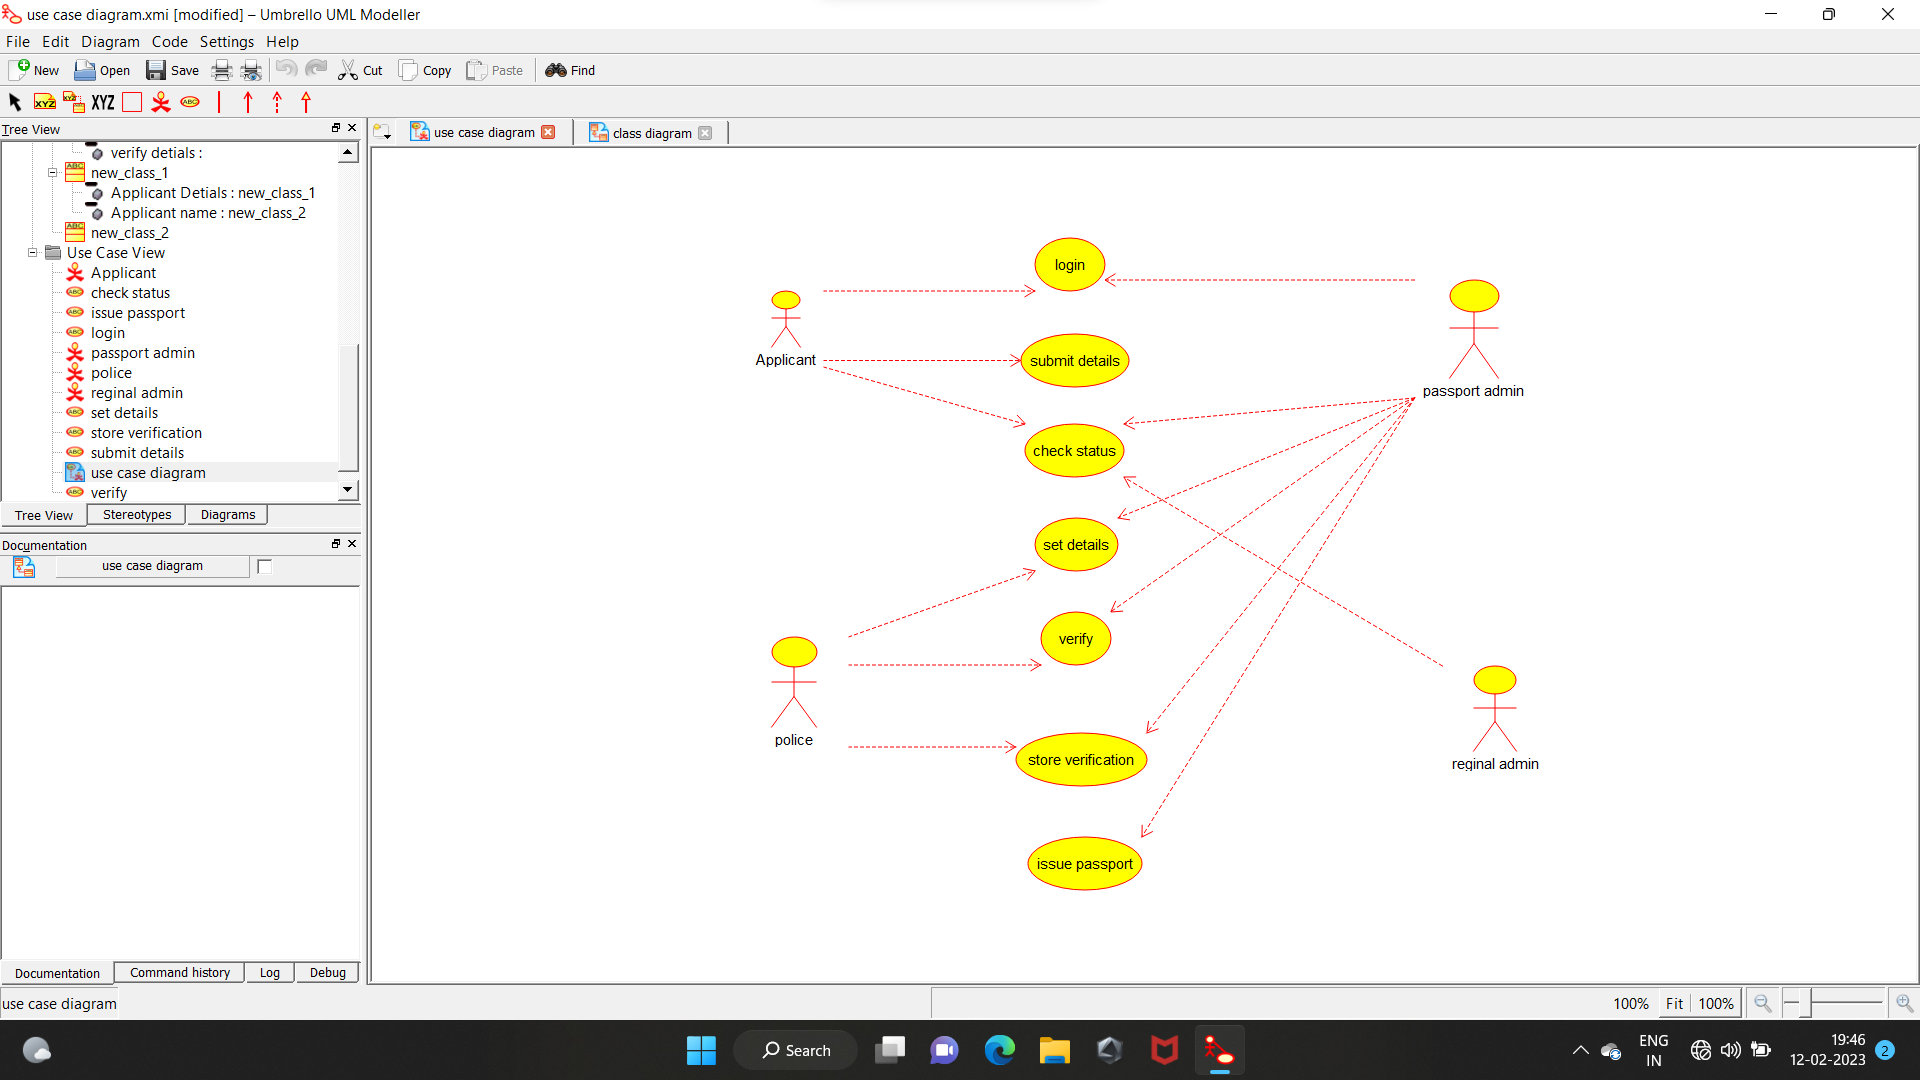 use case diagram.xmi [modified] – Umbrello UML Modeller
File Edit Diagram Code Settings Help
New Open Save Cut Copy Paste Find
XYZ XYZ XYZ ABC
Tree View
use case diagram
class diagram
verify detials :
new_class_1
Applicant Detials : new_class_1
Applicant name : new_class_2
new_class_2
Use Case View
Applicant
check status
issue passport
login
passport admin
police
reginal admin
set details
store verification
submit details
use case diagram
verify
Tree View Stereotypes Diagrams
Documentation
use case diagram
Documentation Command history Log Debug
login
Applicant
submit details
passport admin
check status
set details
verify
police
store verification
reginal admin
issue passport
use case diagram
100% Fit 100%
Search
ENG
IN
19:46
12-02-2023
2